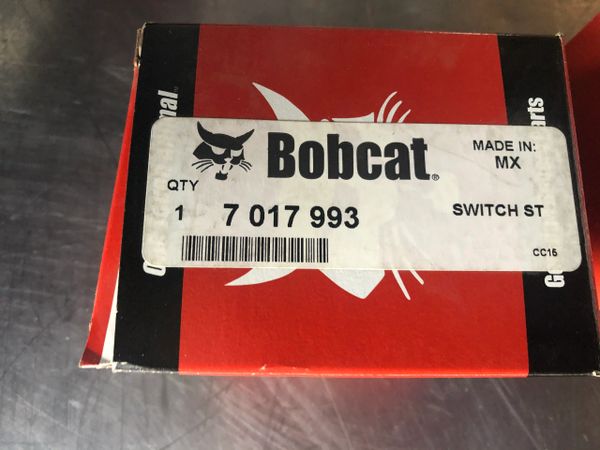 Bobcat®
MADE IN:
MX
QTY
1 7 017 993
SWITCH ST
CC15